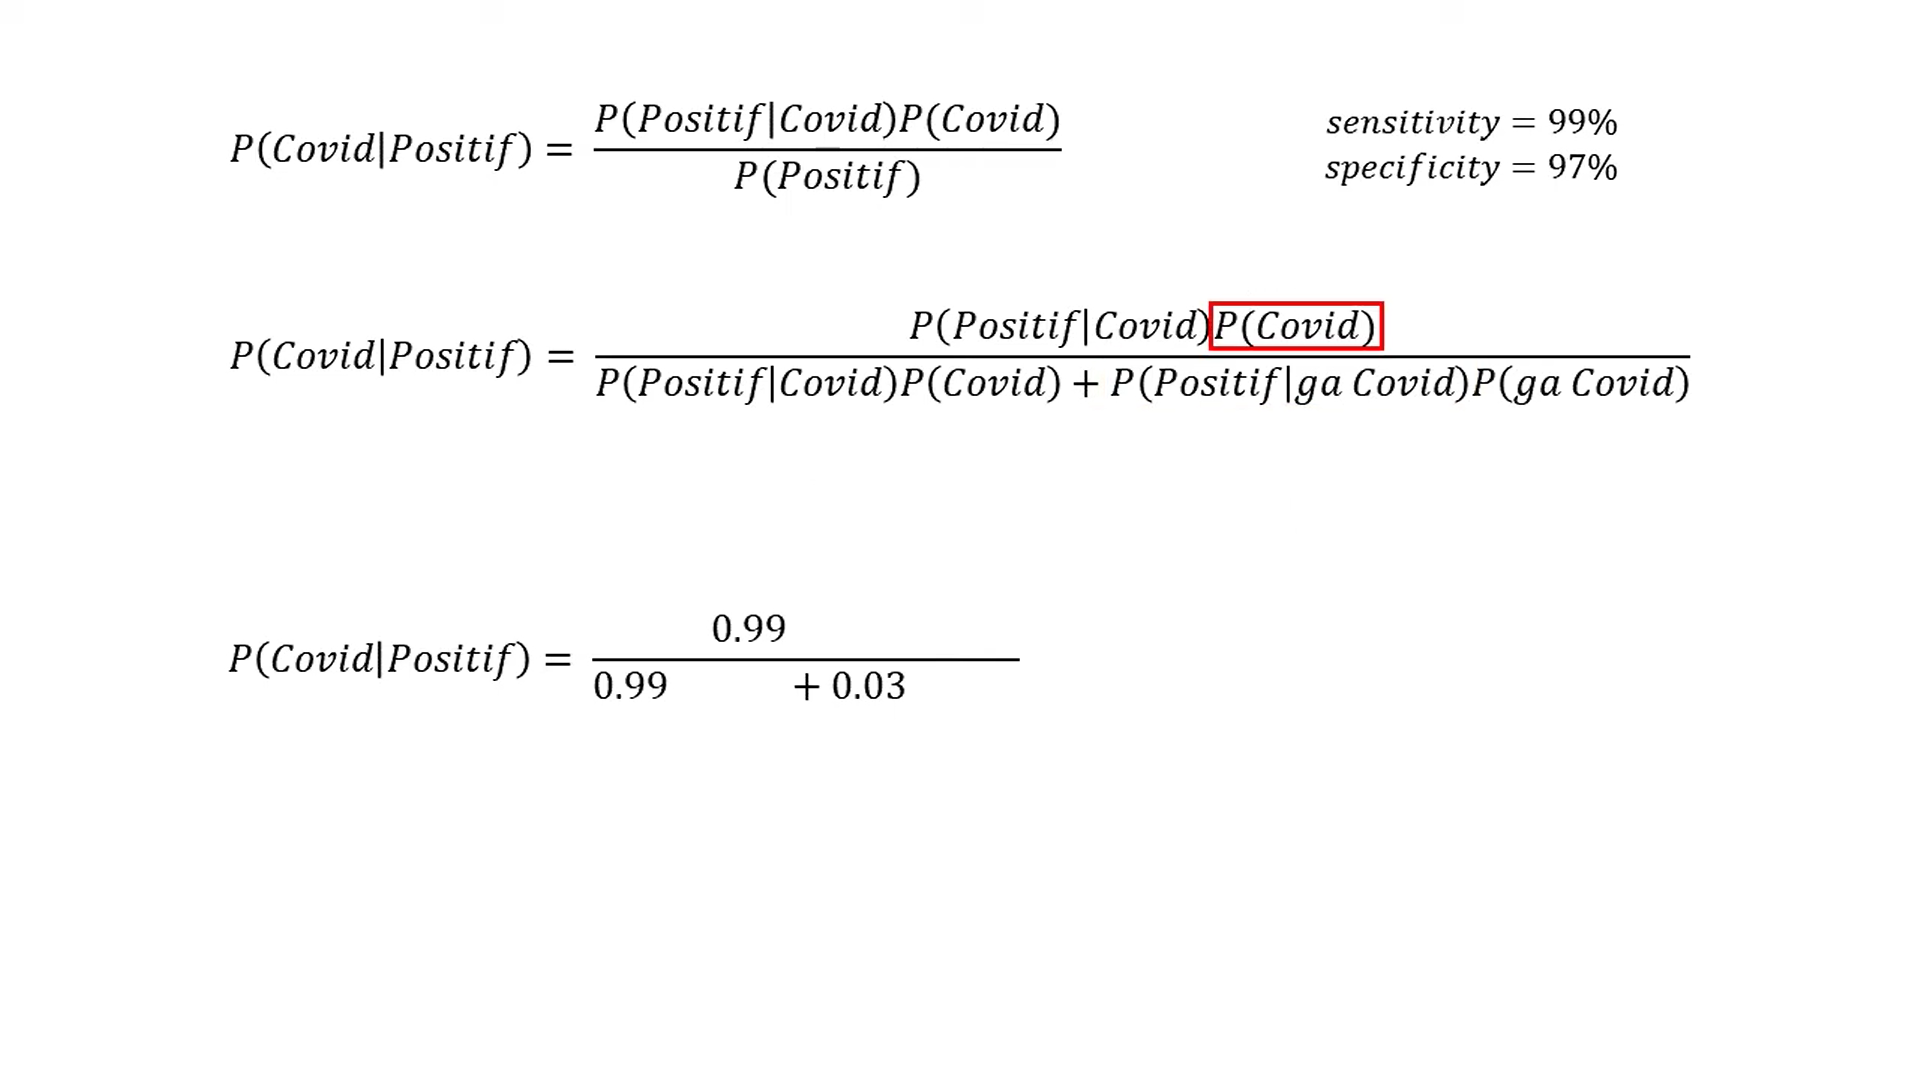 P(Covid|Positif) = P(Positif|Covid)P(Covid) / P(Positif)
sensitivity = 99%
specificity = 97%
P(Covid|Positif) = P(Positif|Covid)P(Covid) / P(Positif|Covid)P(Covid) + P(Positif|ga Covid)P(ga Covid)
P(Covid|Positif) = 0.99 / 0.99 + 0.03